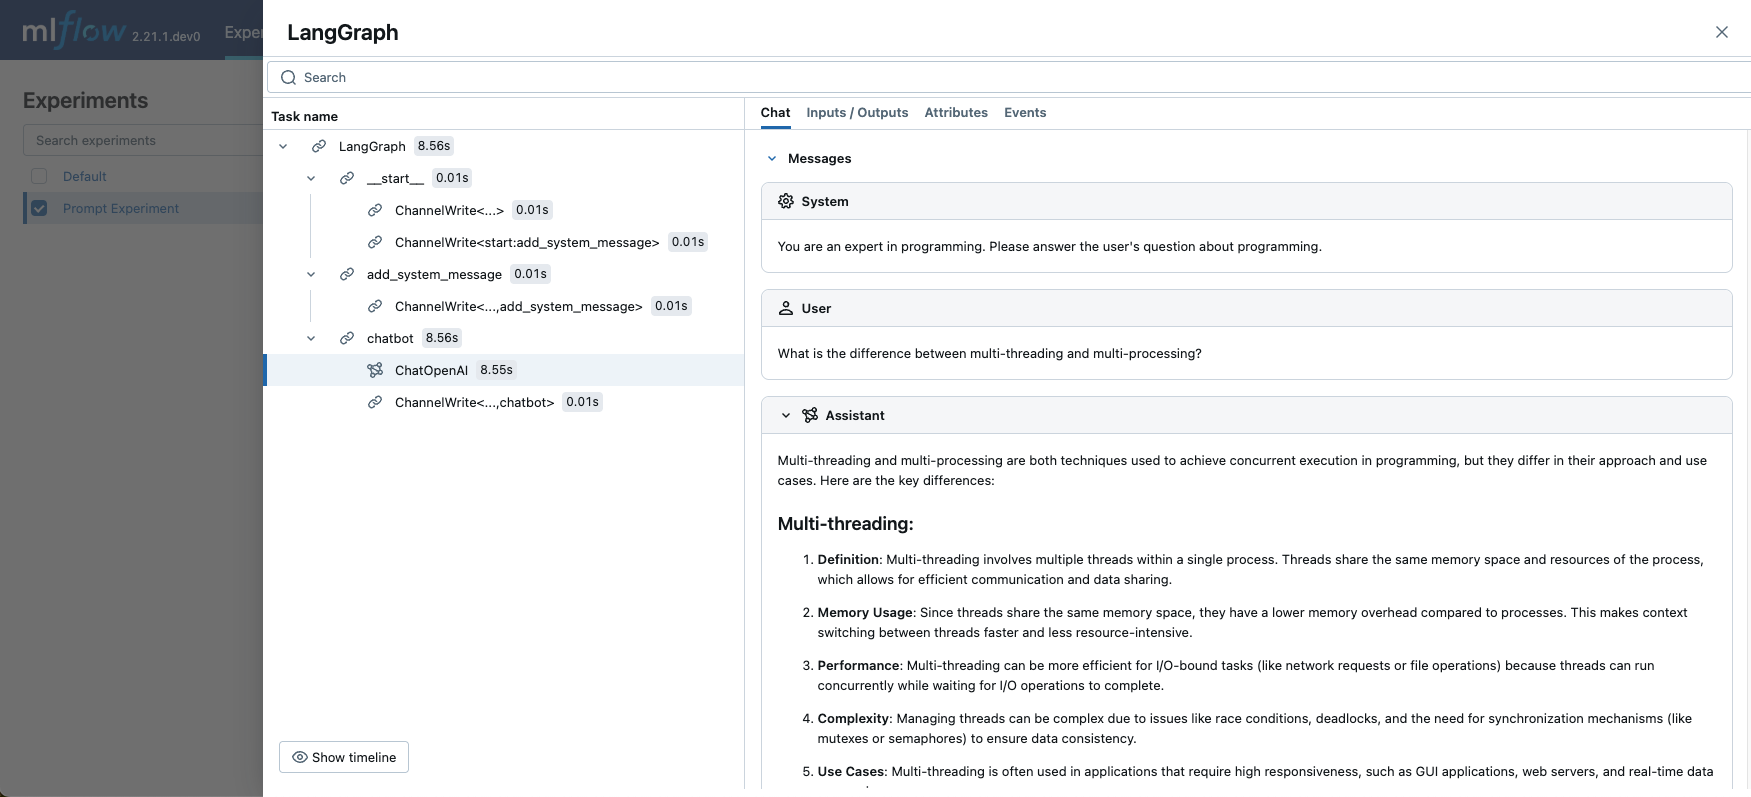 mlflow 2.21.1.dev0
Experiments
Search experiments
Default
Prompt Experiment
LangGraph
Search
Task name
LangGraph 8.56s
__start__ 0.01s
ChannelWrite<...> 0.01s
ChannelWrite<start:add_system_message> 0.01s
add_system_message 0.01s
ChannelWrite<...,add_system_message> 0.01s
chatbot 8.56s
ChatOpenAI 8.55s
ChannelWrite<...,chatbot> 0.01s
Show timeline
Chat Inputs / Outputs Attributes Events
Messages
System
You are an expert in programming. Please answer the user's question about programming.
User
What is the difference between multi-threading and multi-processing?
Assistant
Multi-threading and multi-processing are both techniques used to achieve concurrent execution in programming, but they differ in their approach and use
cases. Here are the key differences:
Multi-threading:
1. Definition: Multi-threading involves multiple threads within a single process. Threads share the same memory space and resources of the process,
which allows for efficient communication and data sharing.
2. Memory Usage: Since threads share the same memory space, they have a lower memory overhead compared to processes. This makes context
switching between threads faster and less resource-intensive.
3. Performance: Multi-threading can be more efficient for I/O-bound tasks (like network requests or file operations) because threads can run
concurrently while waiting for I/O operations to complete.
4. Complexity: Managing threads can be complex due to issues like race conditions, deadlocks, and the need for synchronization mechanisms (like
mutexes or semaphores) to ensure data consistency.
5. Use Cases: Multi-threading is often used in applications that require high responsiveness, such as GUI applications, web servers, and real-time data